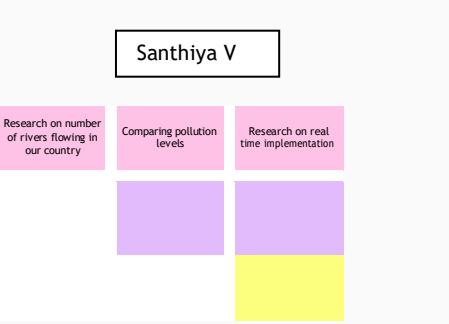 Santhiya V
Research on number
of rivers flowing in
our country
Comparing pollution
levels
Research on real
time implementation